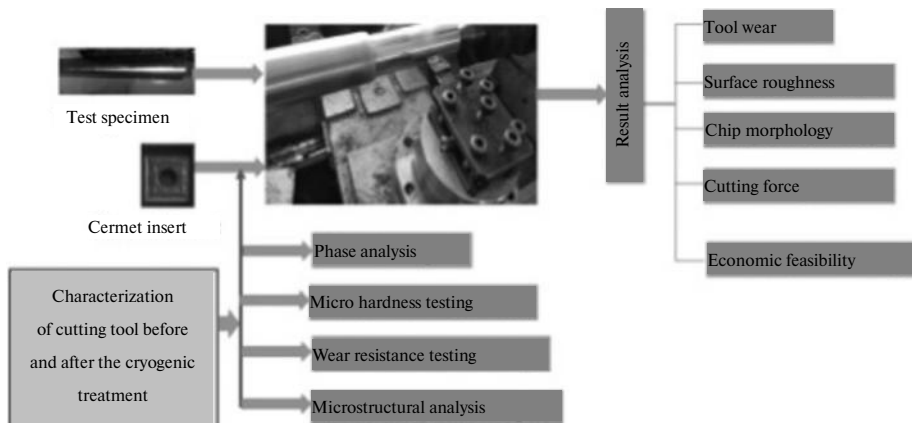 Test specimen
Cermet insert
Characterization
of cutting tool before
and after the cryogenic
treatment
Phase analysis
Micro hardness testing
Wear resistance testing
Microstructural analysis
Result analysis
Tool wear
Surface roughness
Chip morphology
Cutting force
Economic feasibility